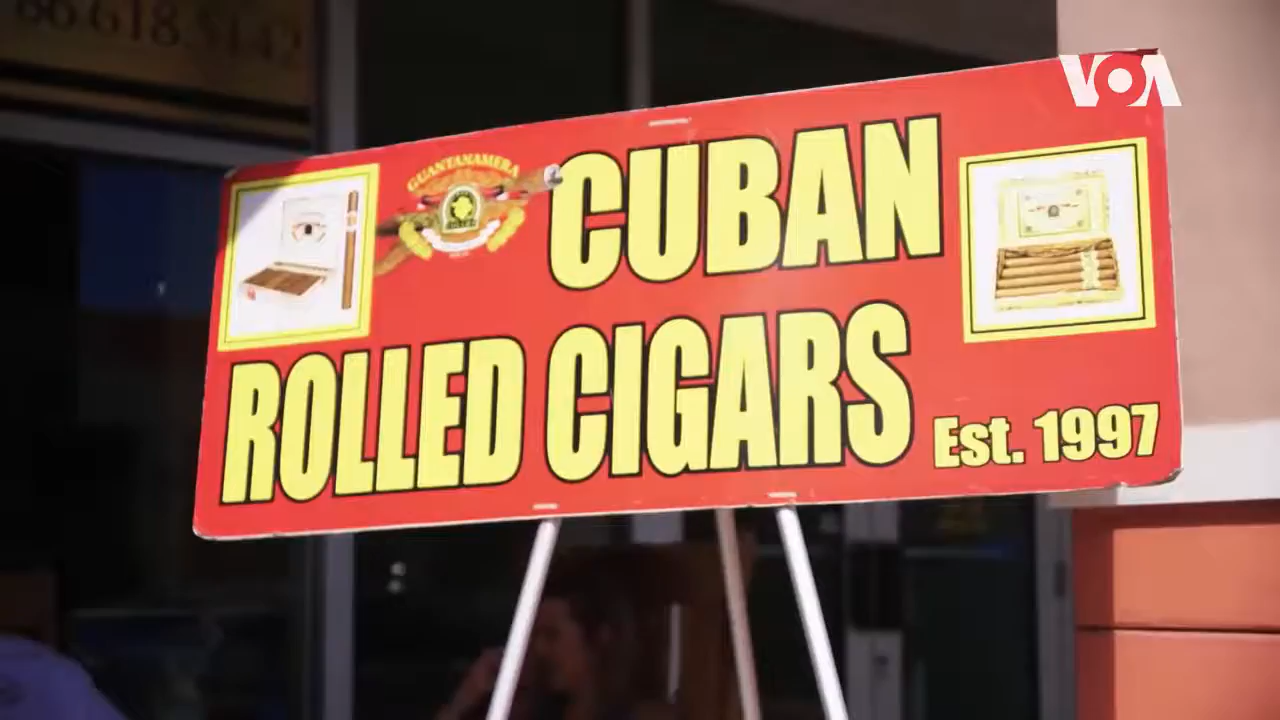 VOA
GUANTANAMERA
CUBAN
ROLLED CIGARS
Est. 1997